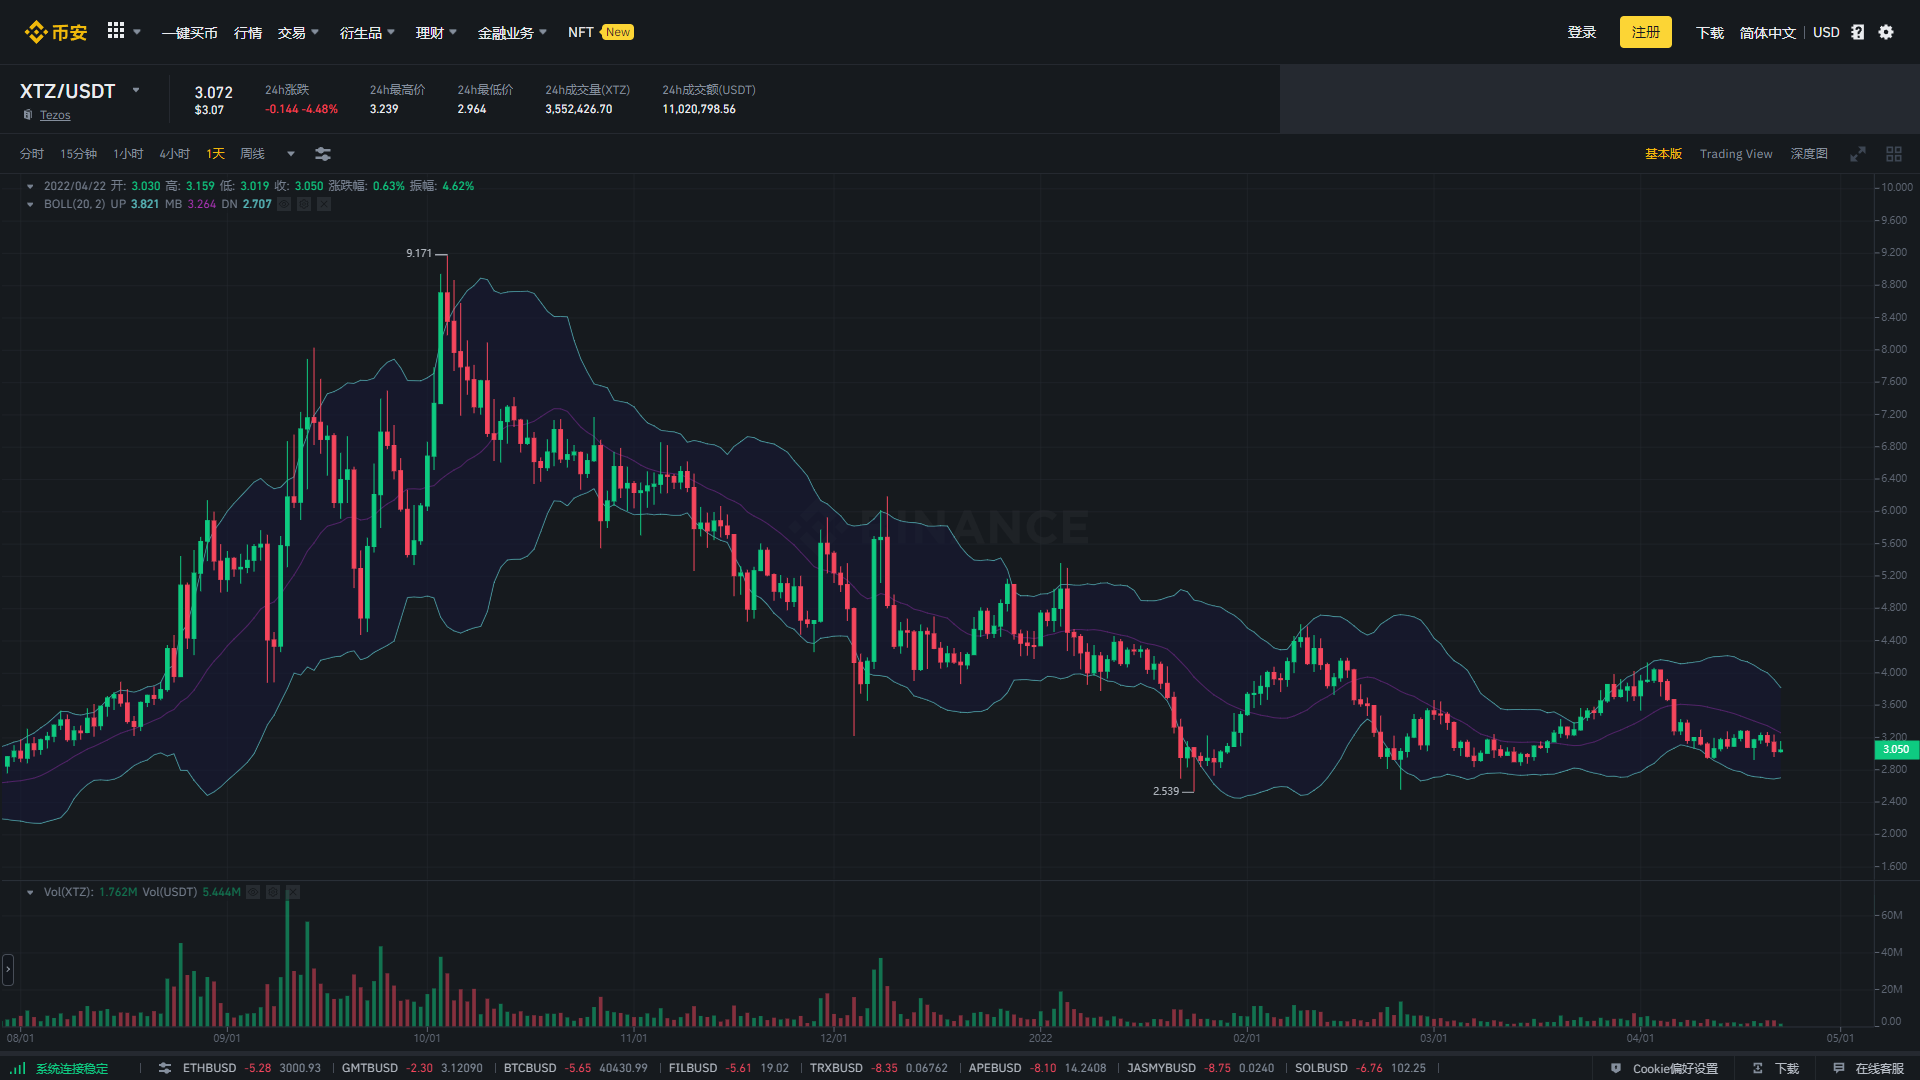 币安 一键买币 行情 交易 衍生品 理财 金融业务 NFT New 登录 注册 下载 简体中文 USD
XTZ/USDT
Tezos
3.072
$3.07
24h涨跌
-0.144 -4.48%
24h最高价
3.239
24h最低价
2.964
24h成交量(XTZ)
3,552,426.70
24h成交额(USDT)
11,020,798.56
分时 15分钟 1小时 4小时 1天 周线 基本版 Trading View 深度图
2022/04/22 开: 3.030 高: 3.159 低: 3.019 收: 3.050 涨跌幅: 0.63% 振幅: 4.62%
BOLL(20, 2) UP 3.821 MB 3.264 DN 2.707
9.171
2.539
BINANCE
10.000
9.600
9.200
8.800
8.400
8.000
7.600
7.200
6.800
6.400
6.000
5.600
5.200
4.800
4.400
4.000
3.600
3.200
3.050
2.800
2.400
2.000
1.600
Vol(XTZ): 1.762M Vol(USDT) 5.444M
60M
40M
20M
0.00
08/01 09/01 10/01 11/01 12/01 2022 02/01 03/01 04/01 05/01
系统连接稳定 ETHBUSD -5.28 3000.93 GMTBUSD -2.30 3.12090 BTCBUSD -5.65 40430.99 FILBUSD -5.61 19.02 TRXBUSD -8.35 0.06762 APEBUSD -8.10 14.2408 JASMYBUSD -8.75 0.0240 SOLBUSD -6.76 102.25 Cookie偏好设置 下载 在线客服